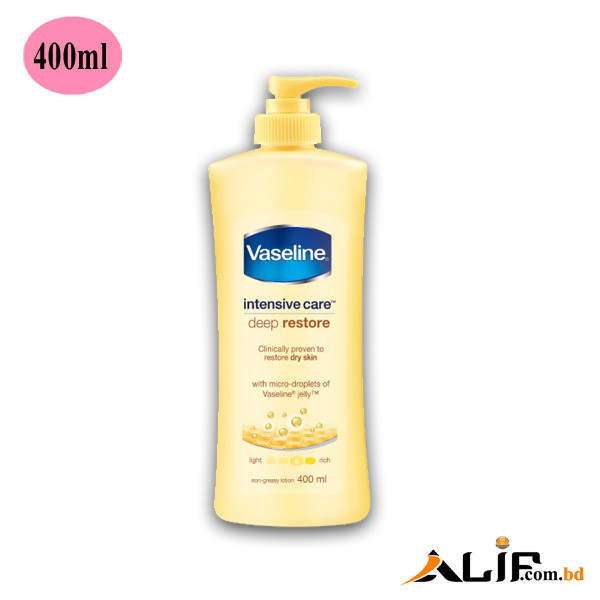 400ml
Vaseline®
intensive care™
deep restore
Clinically proven to
restore dry skin
with micro-droplets of
Vaseline® jelly™
light rich
non-greasy lotion 400 ml
ALIF.com.bd